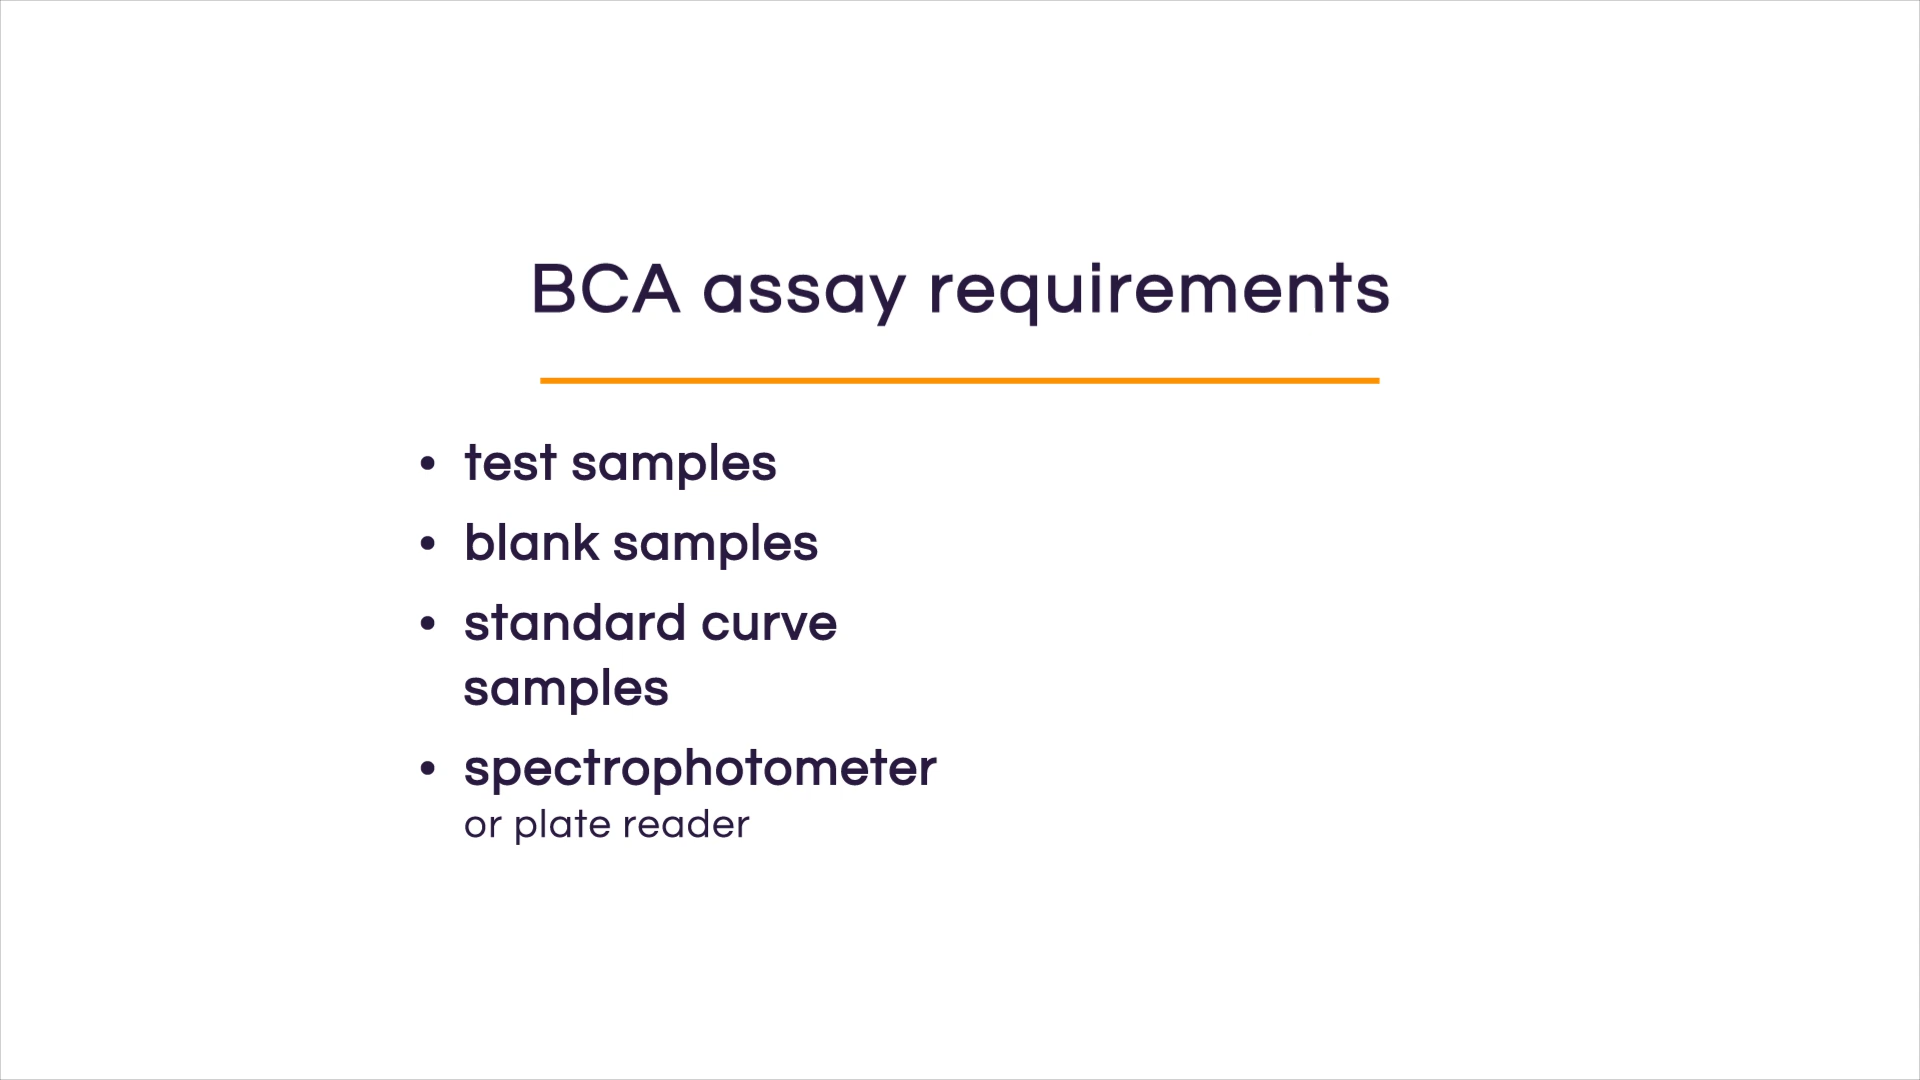 BCA assay requirements
• test samples
• blank samples
• standard curve
samples
• spectrophotometer
or plate reader